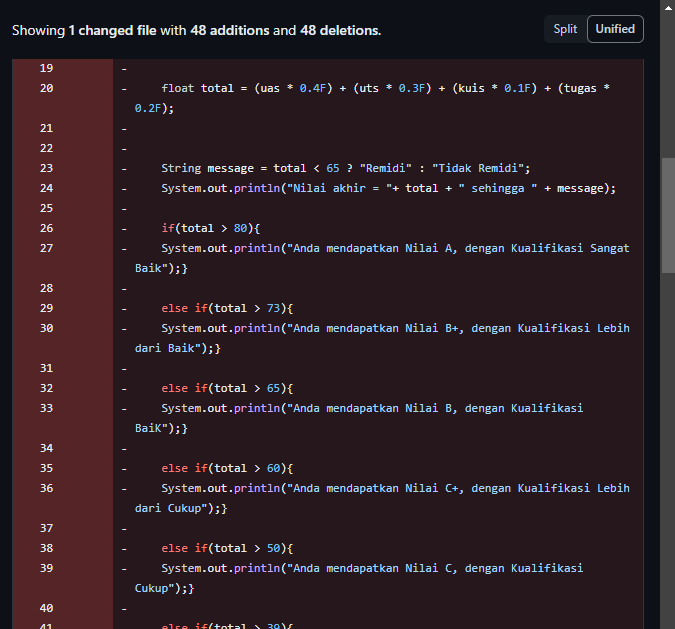 Showing 1 changed file with 48 additions and 48 deletions.
Split
Unified
19 -
20 - float total = (uas * 0.4F) + (uts * 0.3F) + (kuis * 0.1F) + (tugas *
0.2F);
21 -
22 -
23 - String message = total < 65 ? "Remidi" : "Tidak Remidi";
24 - System.out.println("Nilai akhir = "+ total + " sehingga " + message);
25 -
26 - if(total > 80){
27 - System.out.println("Anda mendapatkan Nilai A, dengan Kualifikasi Sangat
Baik");}
28 -
29 - else if(total > 73){
30 - System.out.println("Anda mendapatkan Nilai B+, dengan Kualifikasi Lebih
dari Baik");}
31 -
32 - else if(total > 65){
33 - System.out.println("Anda mendapatkan Nilai B, dengan Kualifikasi
BaiK");}
34 -
35 - else if(total > 60){
36 - System.out.println("Anda mendapatkan Nilai C+, dengan Kualifikasi Lebih
dari Cukup");}
37 -
38 - else if(total > 50){
39 - System.out.println("Anda mendapatkan Nilai C, dengan Kualifikasi
Cukup");}
40 -
41 - else if(total > 39){